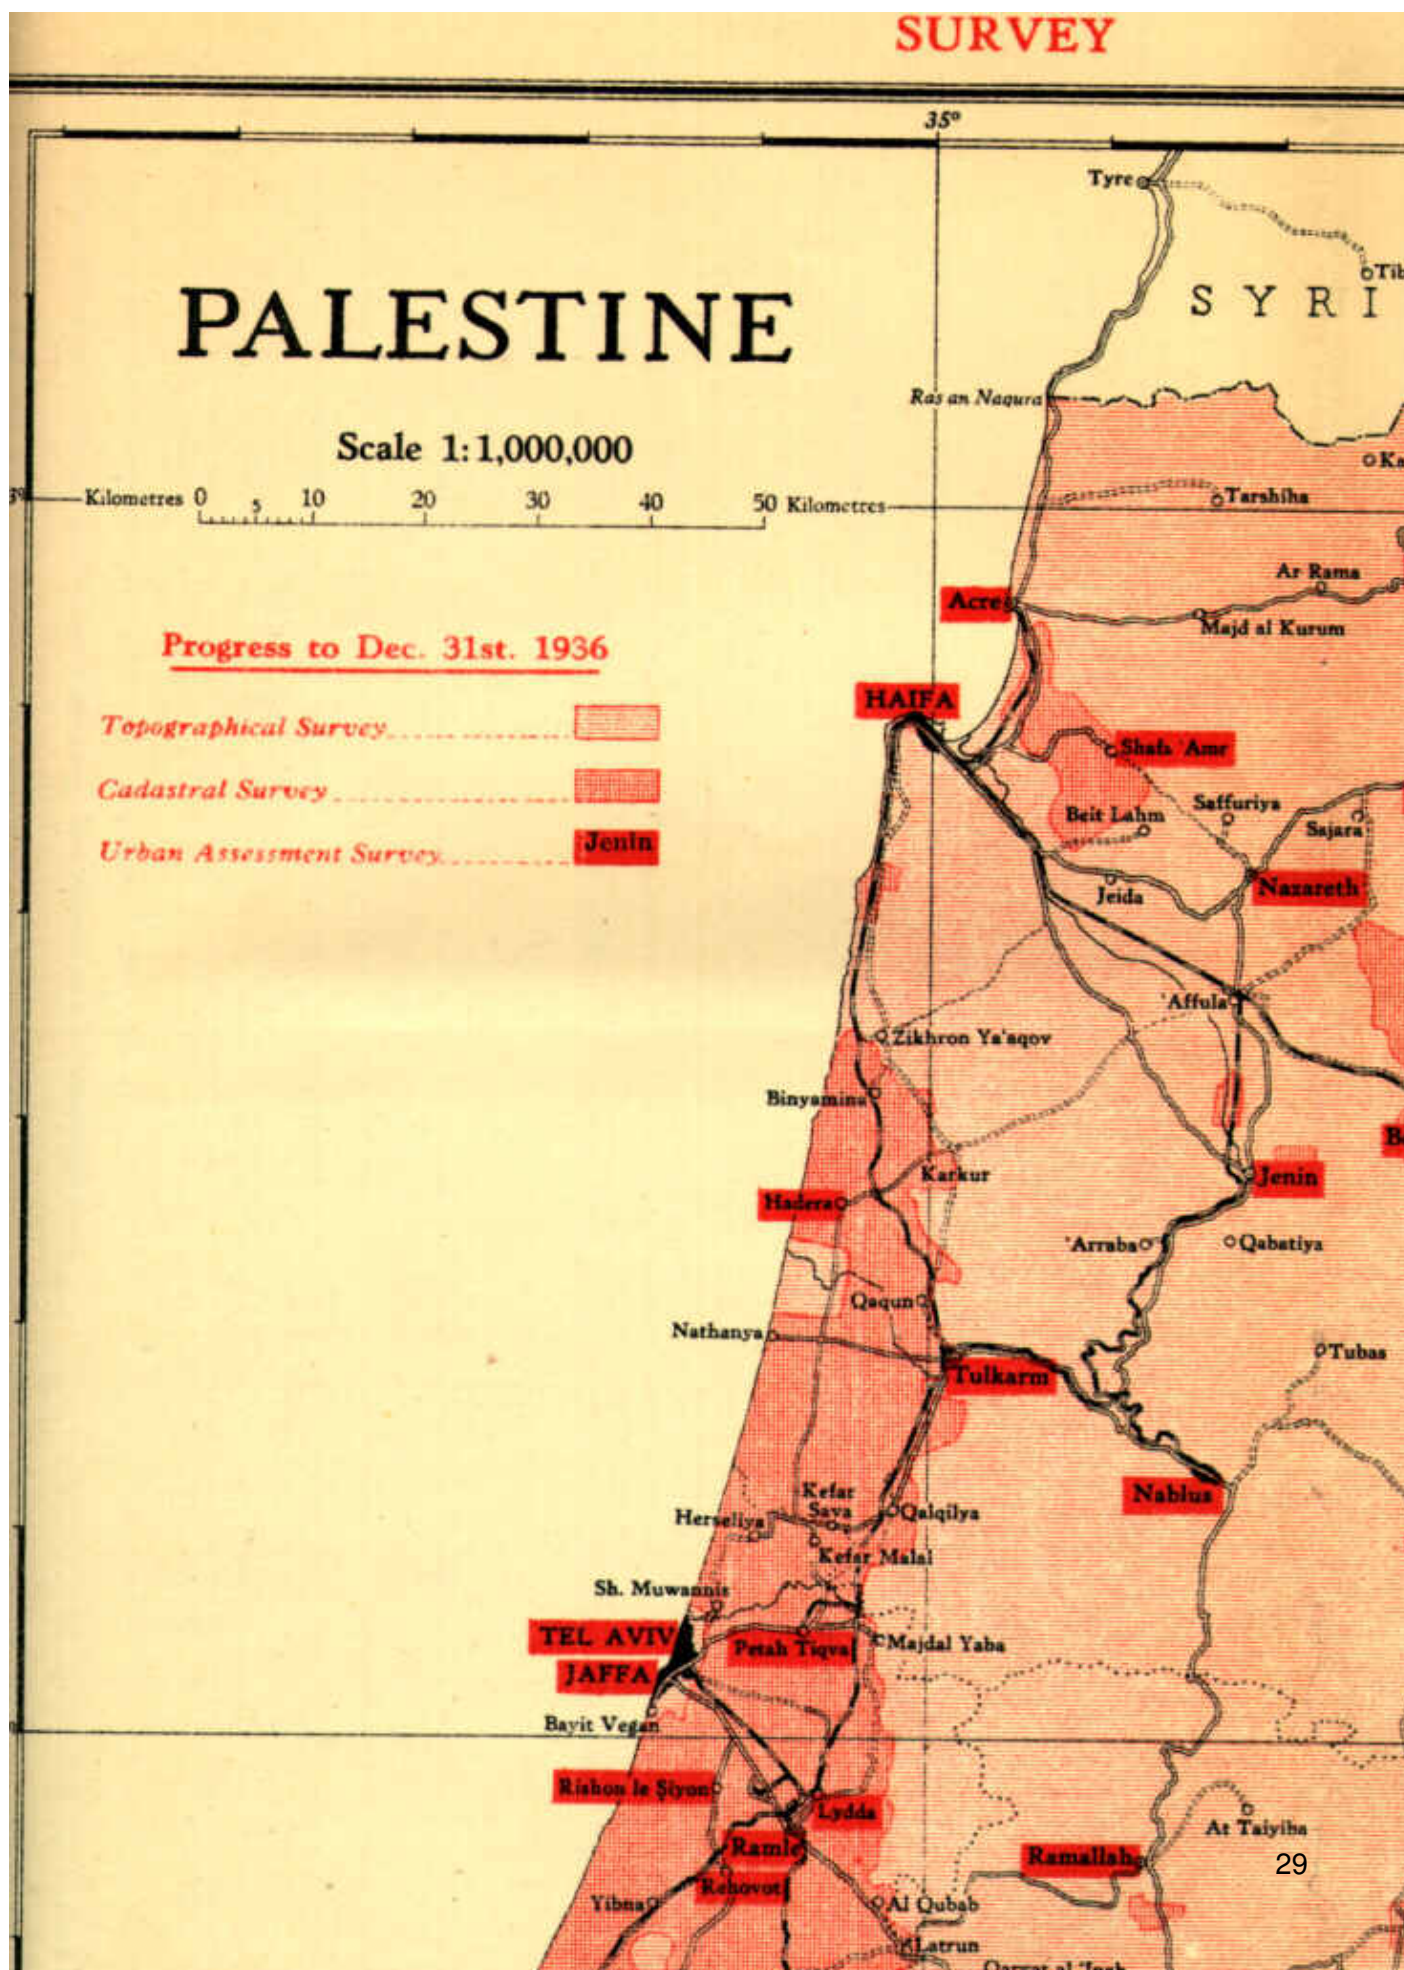 SURVEY
35°
Tyre
SYRI
PALESTINE
Ras an Naqura
Scale 1:1,000,000
Kilometres 0 5 10 20 30 40 50 Kilometres
Tarshiha
Ar Rama
Acre
Majd al Kurum
Progress to Dec. 31st. 1936
HAIFA
Topographical Survey
Shafa 'Amr
Cadastral Survey
Beit Lahm
Saffuriya
Sajara
Urban Assessment Survey
Jenin
Jeida
Nazareth
'Affula
Zikhron Ya'aqov
Binyamina
Karkur
Jenin
Hadera
'Arraba
Qabatiya
Qaqun
Nathanya
Tubas
Tulkarm
Nablus
Kefar
Sava
Herseliya
Qalqilya
Kefar Malal
Sh. Muwannis
TEL AVIV
Petah Tiqva
Majdal Yaba
JAFFA
Bayit Vegan
Rishon le Ṣiyon
Lydda
At Taiyiba
Ramle
Ramallah
29
Rehovot
Yibna
Al Qubab
Latrun